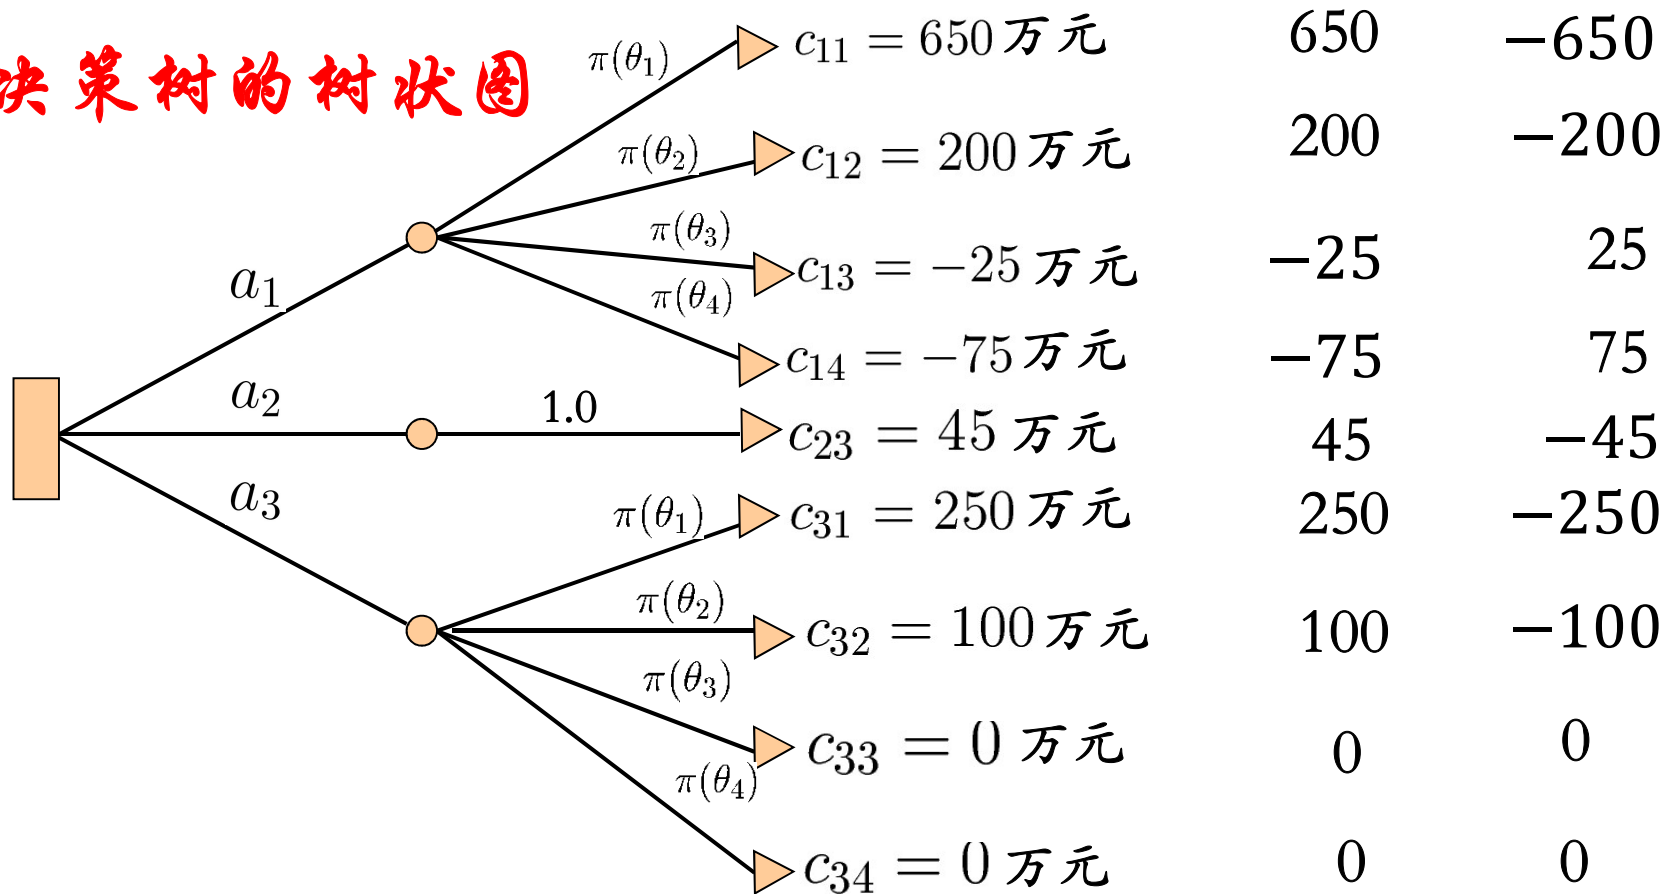 决策树的树状图
π(θ₁) c₁₁ = 650万元 650 −650
π(θ₂) c₁₂ = 200万元 200 −200
π(θ₃) c₁₃ = −25万元 −25 25
a₁
π(θ₄) c₁₄ = −75万元 −75 75
a₂ 1.0 c₂₃ = 45万元 45 −45
a₃ π(θ₁) c₃₁ = 250万元 250 −250
π(θ₂) c₃₂ = 100万元 100 −100
π(θ₃) c₃₃ = 0万元 0 0
π(θ₄) c₃₄ = 0万元 0 0